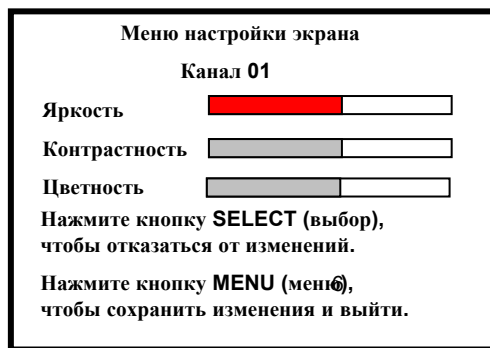 Меню настройки экрана
Канал 01
Яркость
Контрастность
Цветность
Нажмите кнопку SELECT (выбор),
чтобы отказаться от изменений.
Нажмите кнопку MENU (меню),
чтобы сохранить изменения и выйти.